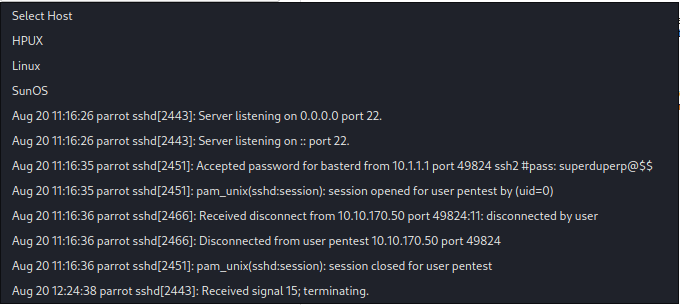 Select Host
HPUX
Linux
SunOS
Aug 20 11:16:26 parrot sshd[2443]: Server listening on 0.0.0.0 port 22.
Aug 20 11:16:26 parrot sshd[2443]: Server listening on :: port 22.
Aug 20 11:16:35 parrot sshd[2451]: Accepted password for basterd from 10.1.1.1 port 49824 ssh2 #pass: superduperp@$$
Aug 20 11:16:35 parrot sshd[2451]: pam_unix(sshd:session): session opened for user pentest by (uid=0)
Aug 20 11:16:36 parrot sshd[2466]: Received disconnect from 10.10.170.50 port 49824:11: disconnected by user
Aug 20 11:16:36 parrot sshd[2466]: Disconnected from user pentest 10.10.170.50 port 49824
Aug 20 11:16:36 parrot sshd[2451]: pam_unix(sshd:session): session closed for user pentest
Aug 20 12:24:38 parrot sshd[2443]: Received signal 15; terminating.